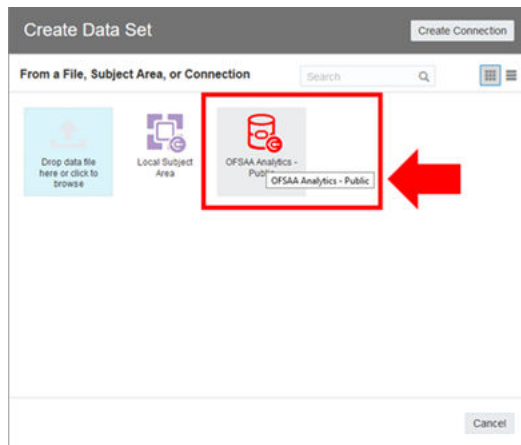 Create Data Set
Create Connection
From a File, Subject Area, or Connection
Search
Drop data file
here or click to
browse
Local Subject
Area
OFSAA Analytics -
Public
OFSAA Analytics - Public
Cancel